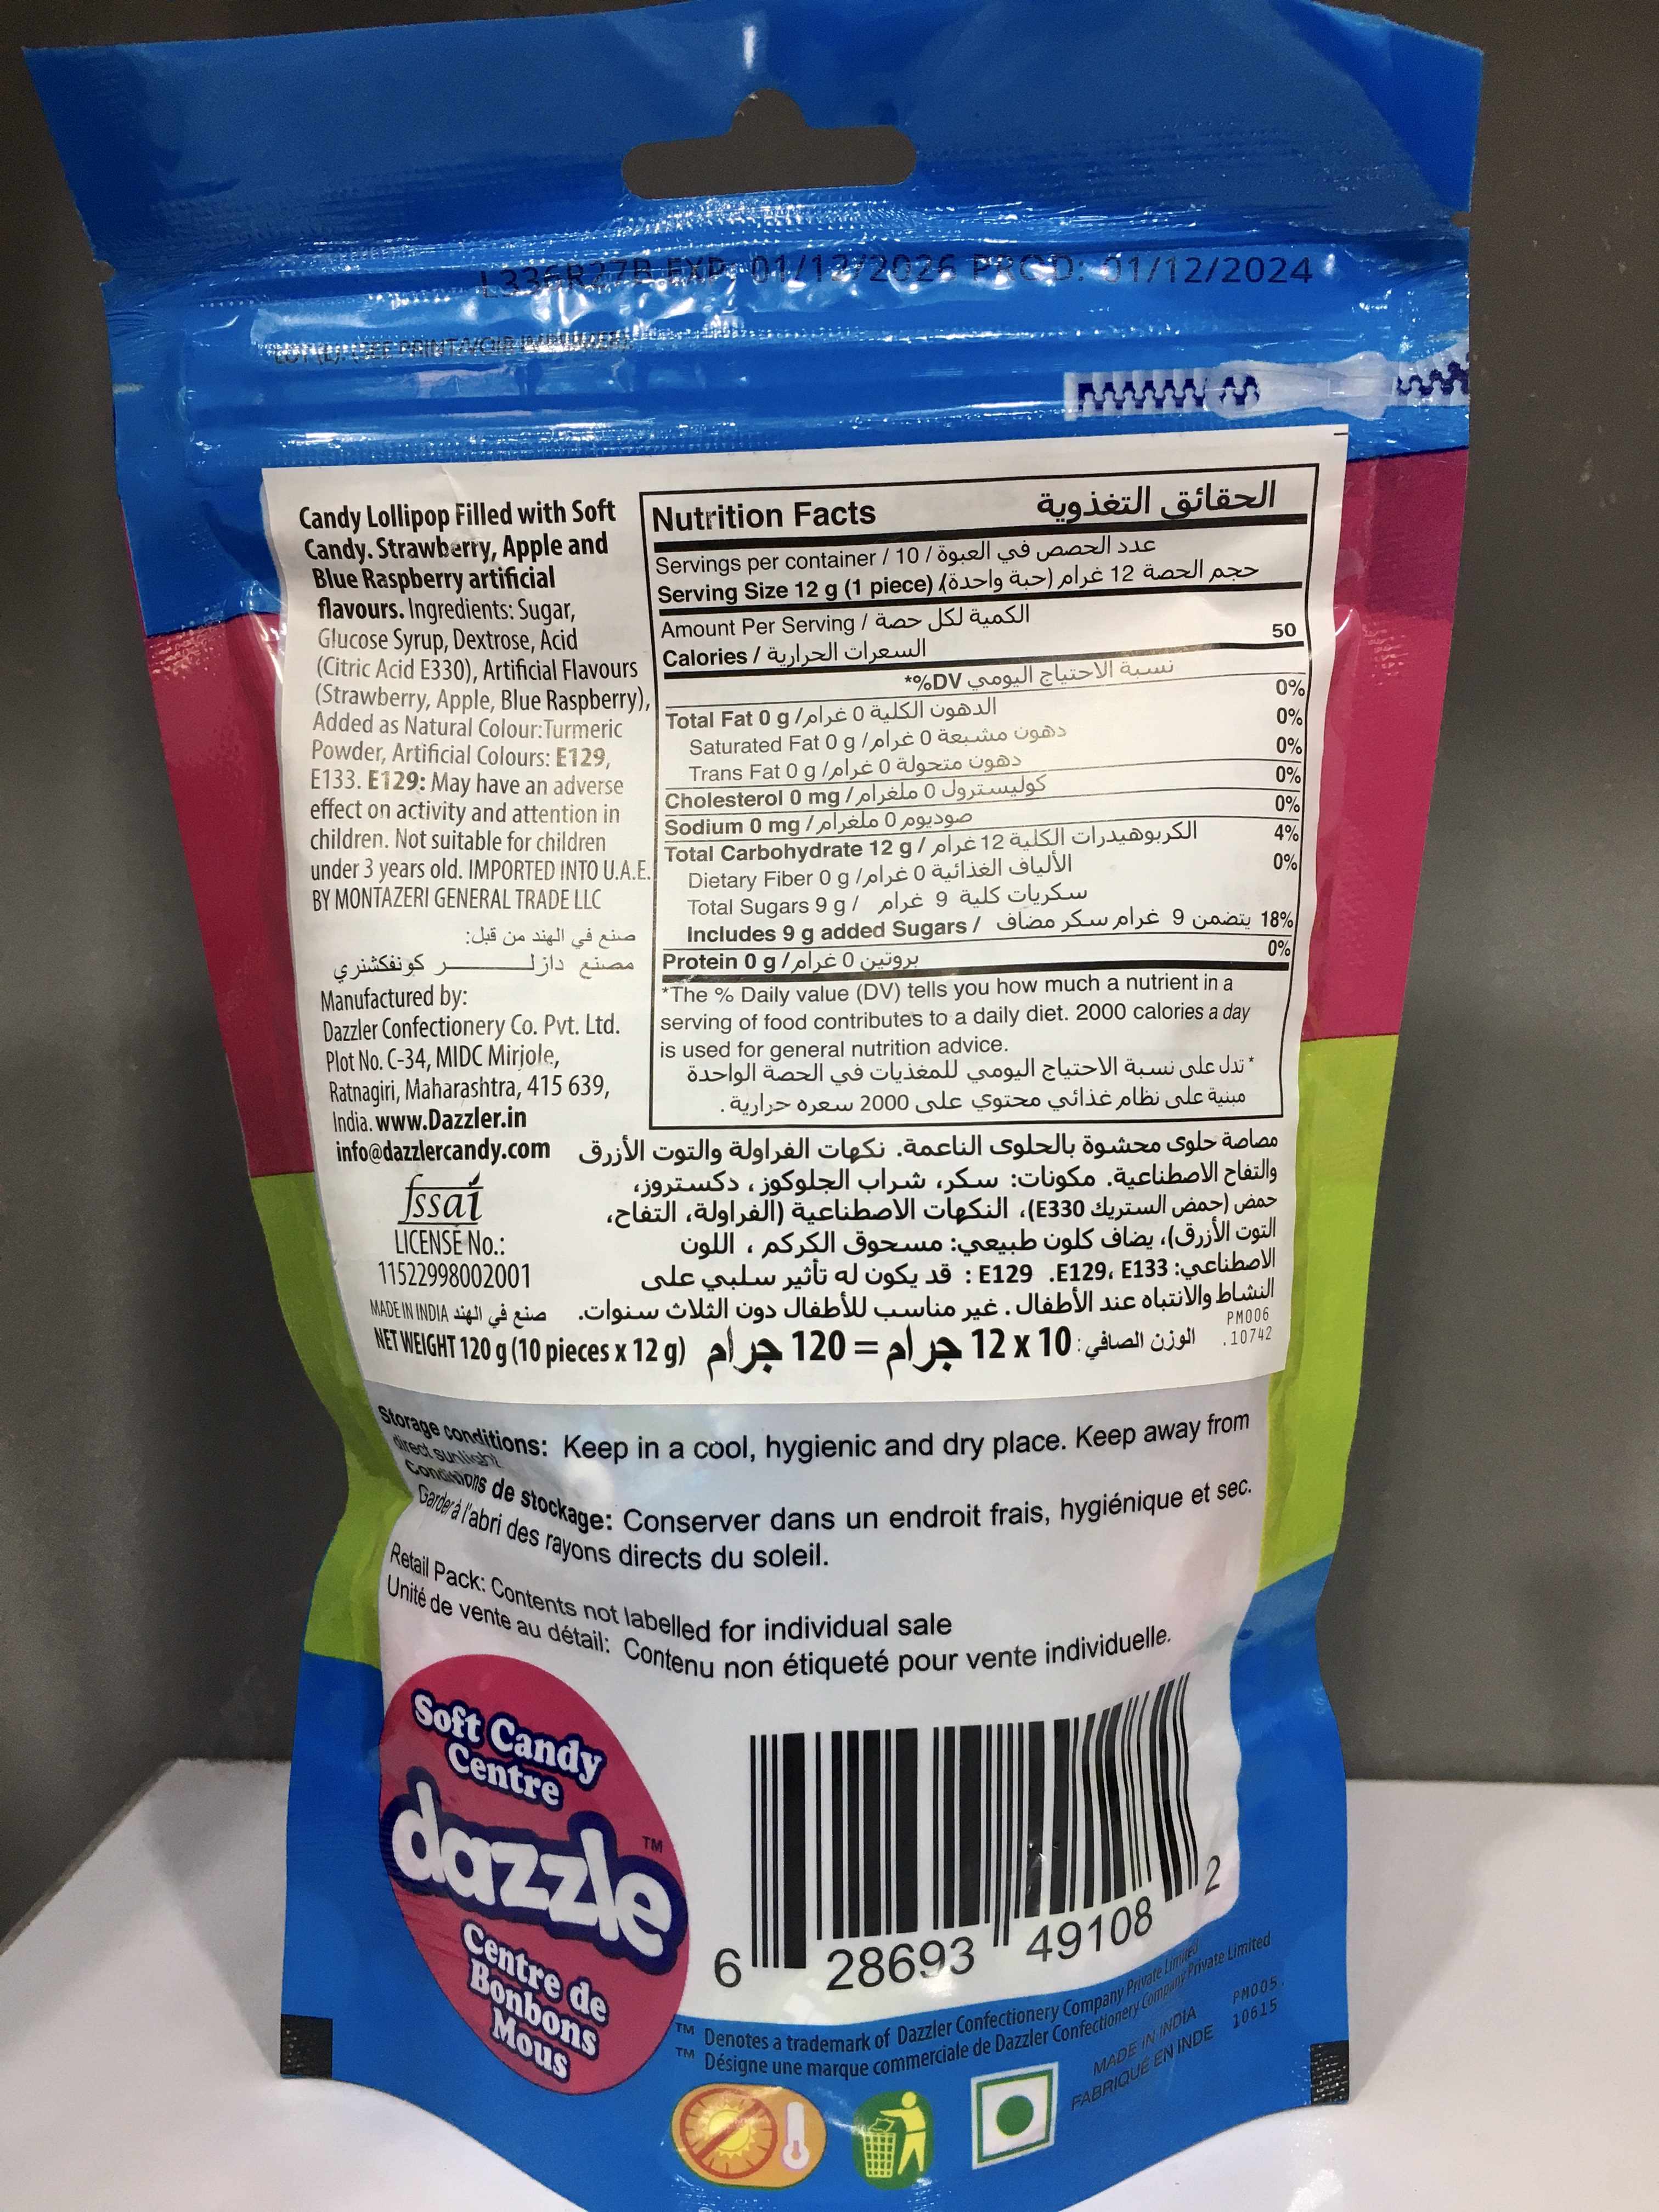 L336R27B EXP: 01/12/2026 PROD: 01/12/2024
LOT (L): (SEE PRINT/VOIR
Candy Lollipop Filled with Soft
Candy. Strawberry, Apple and
Blue Raspberry artificial
flavours. Ingredients: Sugar,
Glucose Syrup, Dextrose, Acid
(Citric Acid E330), Artificial Flavours
(Strawberry, Apple, Blue Raspberry),
Added as Natural Colour:Turmeric
Powder, Artificial Colours: E129,
E133. E129: May have an adverse
effect on activity and attention in
children. Not suitable for children
under 3 years old. IMPORTED INTO U.A.E.
BY MONTAZERI GENERAL TRADE LLC
صنع في الهند من قبل:
مصنع دازلــــــــر كونفكشنري
Manufactured by:
Dazzler Confectionery Co. Pvt. Ltd.
Plot No. C-34, MIDC Mirjole,
Ratnagiri, Maharashtra, 415 639,
India. www.Dazzler.in
info@dazzlercandy.com
fssai
LICENSE No.:
11522998002001
MADE IN INDIA صنع في الهند
Nutrition Facts الحقائق التغذوية
Servings per container / 10 / عدد الحصص في العبوة
Serving Size 12 g (1 piece) / حجم الحصة 12 غرام (حبة واحدة)
Amount Per Serving / الكمية لكل حصة
Calories / السعرات الحرارية 50
نسبة الاحتياج اليومي DV%*
Total Fat 0 g / الدهون الكلية 0 غرام 0%
Saturated Fat 0 g / دهون مشبعة 0 غرام 0%
Trans Fat 0 g / دهون متحولة 0 غرام 0%
Cholesterol 0 mg / كوليسترول 0 ملغرام 0%
Sodium 0 mg / صوديوم 0 ملغرام 0%
Total Carbohydrate 12 g / الكربوهيدرات الكلية 12 غرام 4%
Dietary Fiber 0 g / الألياف الغذائية 0 غرام 0%
Total Sugars 9 g / سكريات كلية 9 غرام
Includes 9 g added Sugars / يتضمن 9 غرام سكر مضاف 18%
Protein 0 g / بروتين 0 غرام 0%
*The % Daily value (DV) tells you how much a nutrient in a
serving of food contributes to a daily diet. 2000 calories a day
is used for general nutrition advice.
* تدل على نسبة الاحتياج اليومي للمغذيات في الحصة الواحدة
مبنية على نظام غذائي محتوي على 2000 سعره حرارية .
مصاصة حلوى محشوة بالحلوى الناعمة. نكهات الفراولة والتوت الأزرق
والتفاح الاصطناعية. مكونات: سكر، شراب الجلوكوز ، دكستروز،
حمض (حمض الستريك E330)، النكهات الاصطناعية (الفراولة، التفاح،
التوت الأزرق)، يضاف كلون طبيعي: مسحوق الكركم ، اللون
الاصطناعي: E129، E133. E129 : قد يكون له تأثير سلبي على
النشاط والانتباه عند الأطفال . غير مناسب للأطفال دون الثلاث سنوات.
PM006
.10742
NET WEIGHT 120 g (10 pieces x 12 g) الوزن الصافي: 10 x 12 جرام = 120 جرام
Storage conditions: Keep in a cool, hygienic and dry place. Keep away from
direct sunlight
Conditions de stockage: Conserver dans un endroit frais, hygiénique et sec.
Garder à l'abri des rayons directs du soleil.
Retail Pack: Contents not labelled for individual sale
Unité de vente au détail: Contenu non étiqueté pour vente individuelle.
Soft Candy
Centre
dazzle™
Centre de
Bonbons
Mous
6 28693 49108 2
™ Denotes a trademark of Dazzler Confectionery Company Private Limited
™ Désigne une marque commerciale de Dazzler Confectionery Company Private Limited
MADE IN INDIA
FABRIQUÉ EN INDE
PM005.
10615